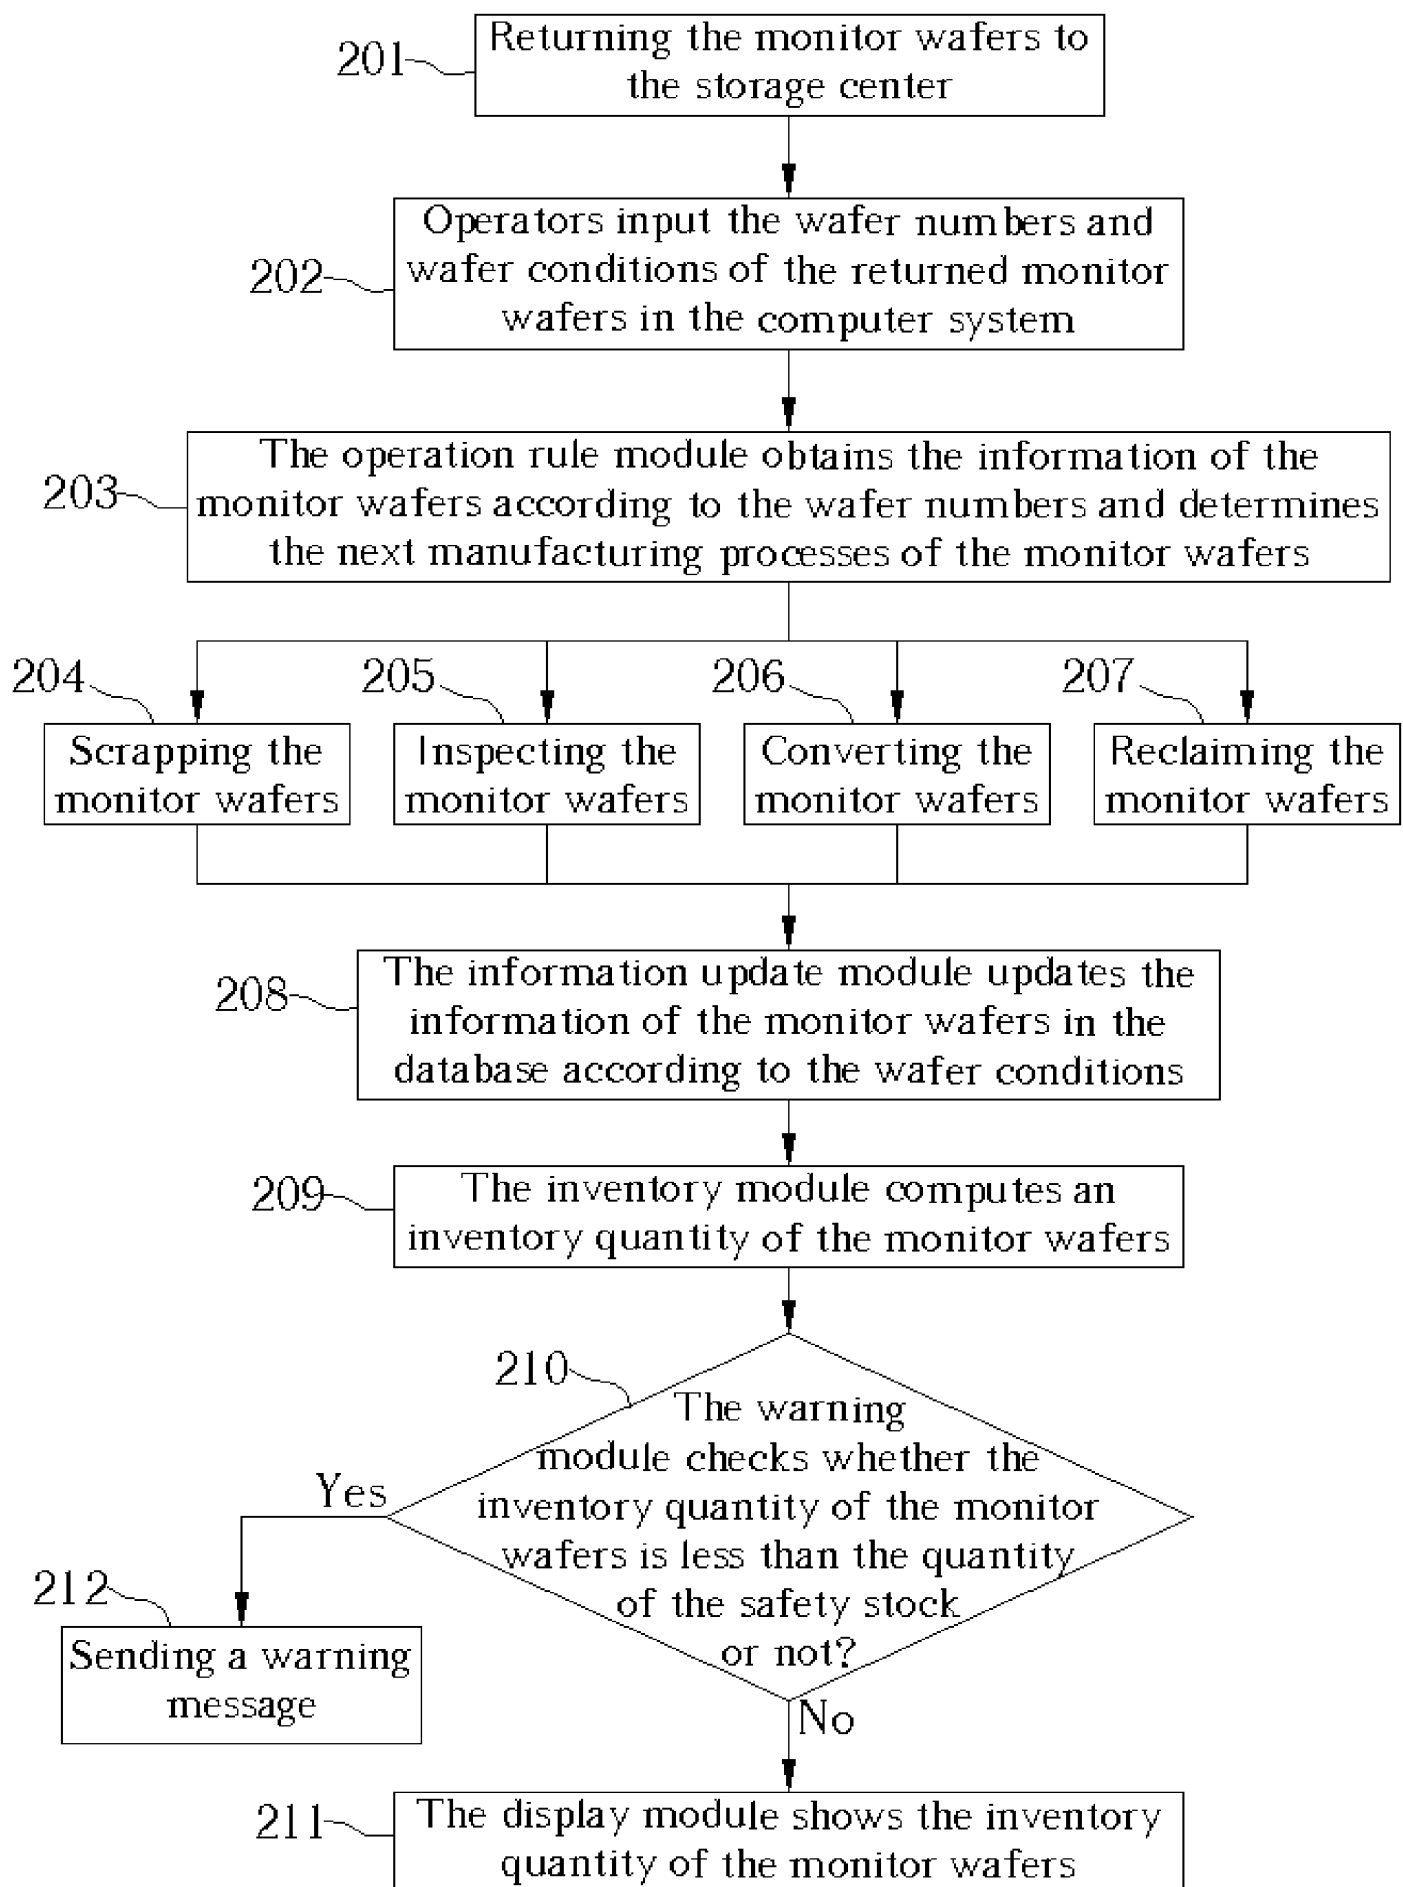 201
Returning the monitor wafers to
the storage center
202
Operators input the wafer numbers and
wafer conditions of the returned monitor
wafers in the computer system
203
The operation rule module obtains the information of the
monitor wafers according to the wafer numbers and determines
the next manufacturing processes of the monitor wafers
204
Scrapping the
monitor wafers
205
Inspecting the
monitor wafers
206
Converting the
monitor wafers
207
Reclaiming the
monitor wafers
208
The information update module updates the
information of the monitor wafers in the
database according to the wafer conditions
209
The inventory module computes an
inventory quantity of the monitor wafers
210
The warning
module checks whether the
inventory quantity of the monitor
wafers is less than the quantity
of the safety stock
or not?
Yes
212
Sending a warning
message
No
211
The display module shows the inventory
quantity of the monitor wafers